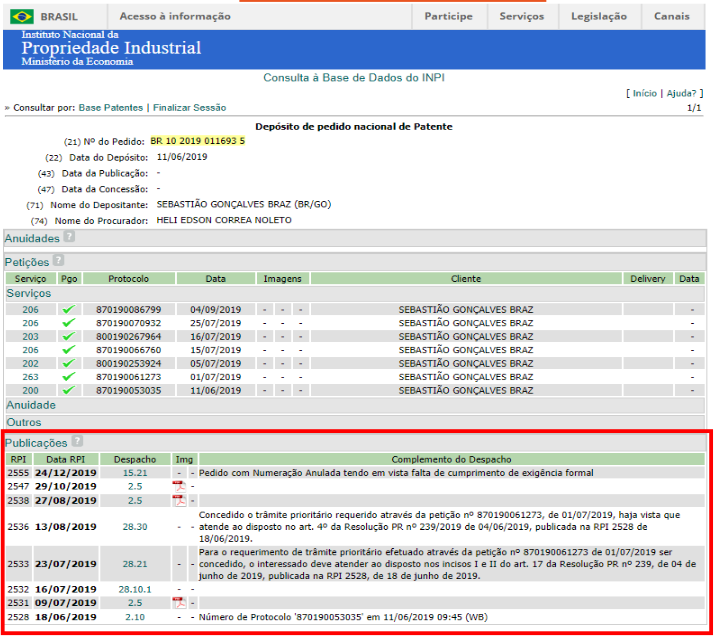 BRASIL Acesso à informação Participe Serviços Legislação Canais
Instituto Nacional da
Propriedade Industrial
Ministério da Economia
Consulta à Base de Dados do INPI
[ Início | Ajuda? ]
» Consultar por: Base Patentes | Finalizar Sessão 1/1
Depósito de pedido nacional de Patente
(21) Nº do Pedido: BR 10 2019 011693 5
(22) Data do Depósito: 11/06/2019
(43) Data da Publicação: -
(47) Data da Concessão: -
(71) Nome do Depositante: SEBASTIÃO GONÇALVES BRAZ (BR/GO)
(74) Nome do Procurador: HELI EDSON CORREA NOLETO
Anuidades ?
Petições ?
Serviço Pgo Protocolo Data Imagens Cliente Delivery Data
Serviços
206 870190086799 04/09/2019 - - - SEBASTIÃO GONÇALVES BRAZ -
206 870190070932 25/07/2019 - - - SEBASTIÃO GONÇALVES BRAZ -
203 800190267964 16/07/2019 - - - SEBASTIÃO GONÇALVES BRAZ -
206 870190066760 15/07/2019 - - - SEBASTIÃO GONÇALVES BRAZ -
202 800190253924 05/07/2019 - - - SEBASTIÃO GONÇALVES BRAZ -
263 870190061273 01/07/2019 - - - SEBASTIÃO GONÇALVES BRAZ -
200 870190053035 11/06/2019 - - - SEBASTIÃO GONÇALVES BRAZ -
Anuidade
Outros
Publicações ?
RPI Data RPI Despacho Img Complemento do Despacho
2555 24/12/2019 15.21 - - Pedido com Numeração Anulada tendo em vista falta de cumprimento de exigência formal
2547 29/10/2019 2.5 -
2538 27/08/2019 2.5 -
Concedido o trâmite prioritário requerido através da petição nº 870190061273, de 01/07/2019, haja vista que
2536 13/08/2019 28.30 - - atende ao disposto no art. 4º da Resolução PR nº 239/2019 de 04/06/2019, publicada na RPI 2528 de
18/06/2019.
Para o requerimento de trâmite prioritário efetuado através da petição nº 870190061273 de 01/07/2019 ser
2533 23/07/2019 28.21 - - concedido, o interessado deve atender ao disposto nos incisos I e II do art. 17 da Resolução PR nº 239, de 04 de
junho de 2019, publicada na RPI 2528, de 18 de junho de 2019.
2532 16/07/2019 28.10.1 - -
2531 09/07/2019 2.5 -
2528 18/06/2019 2.10 - - Número de Protocolo '870190053035' em 11/06/2019 09:45 (WB)